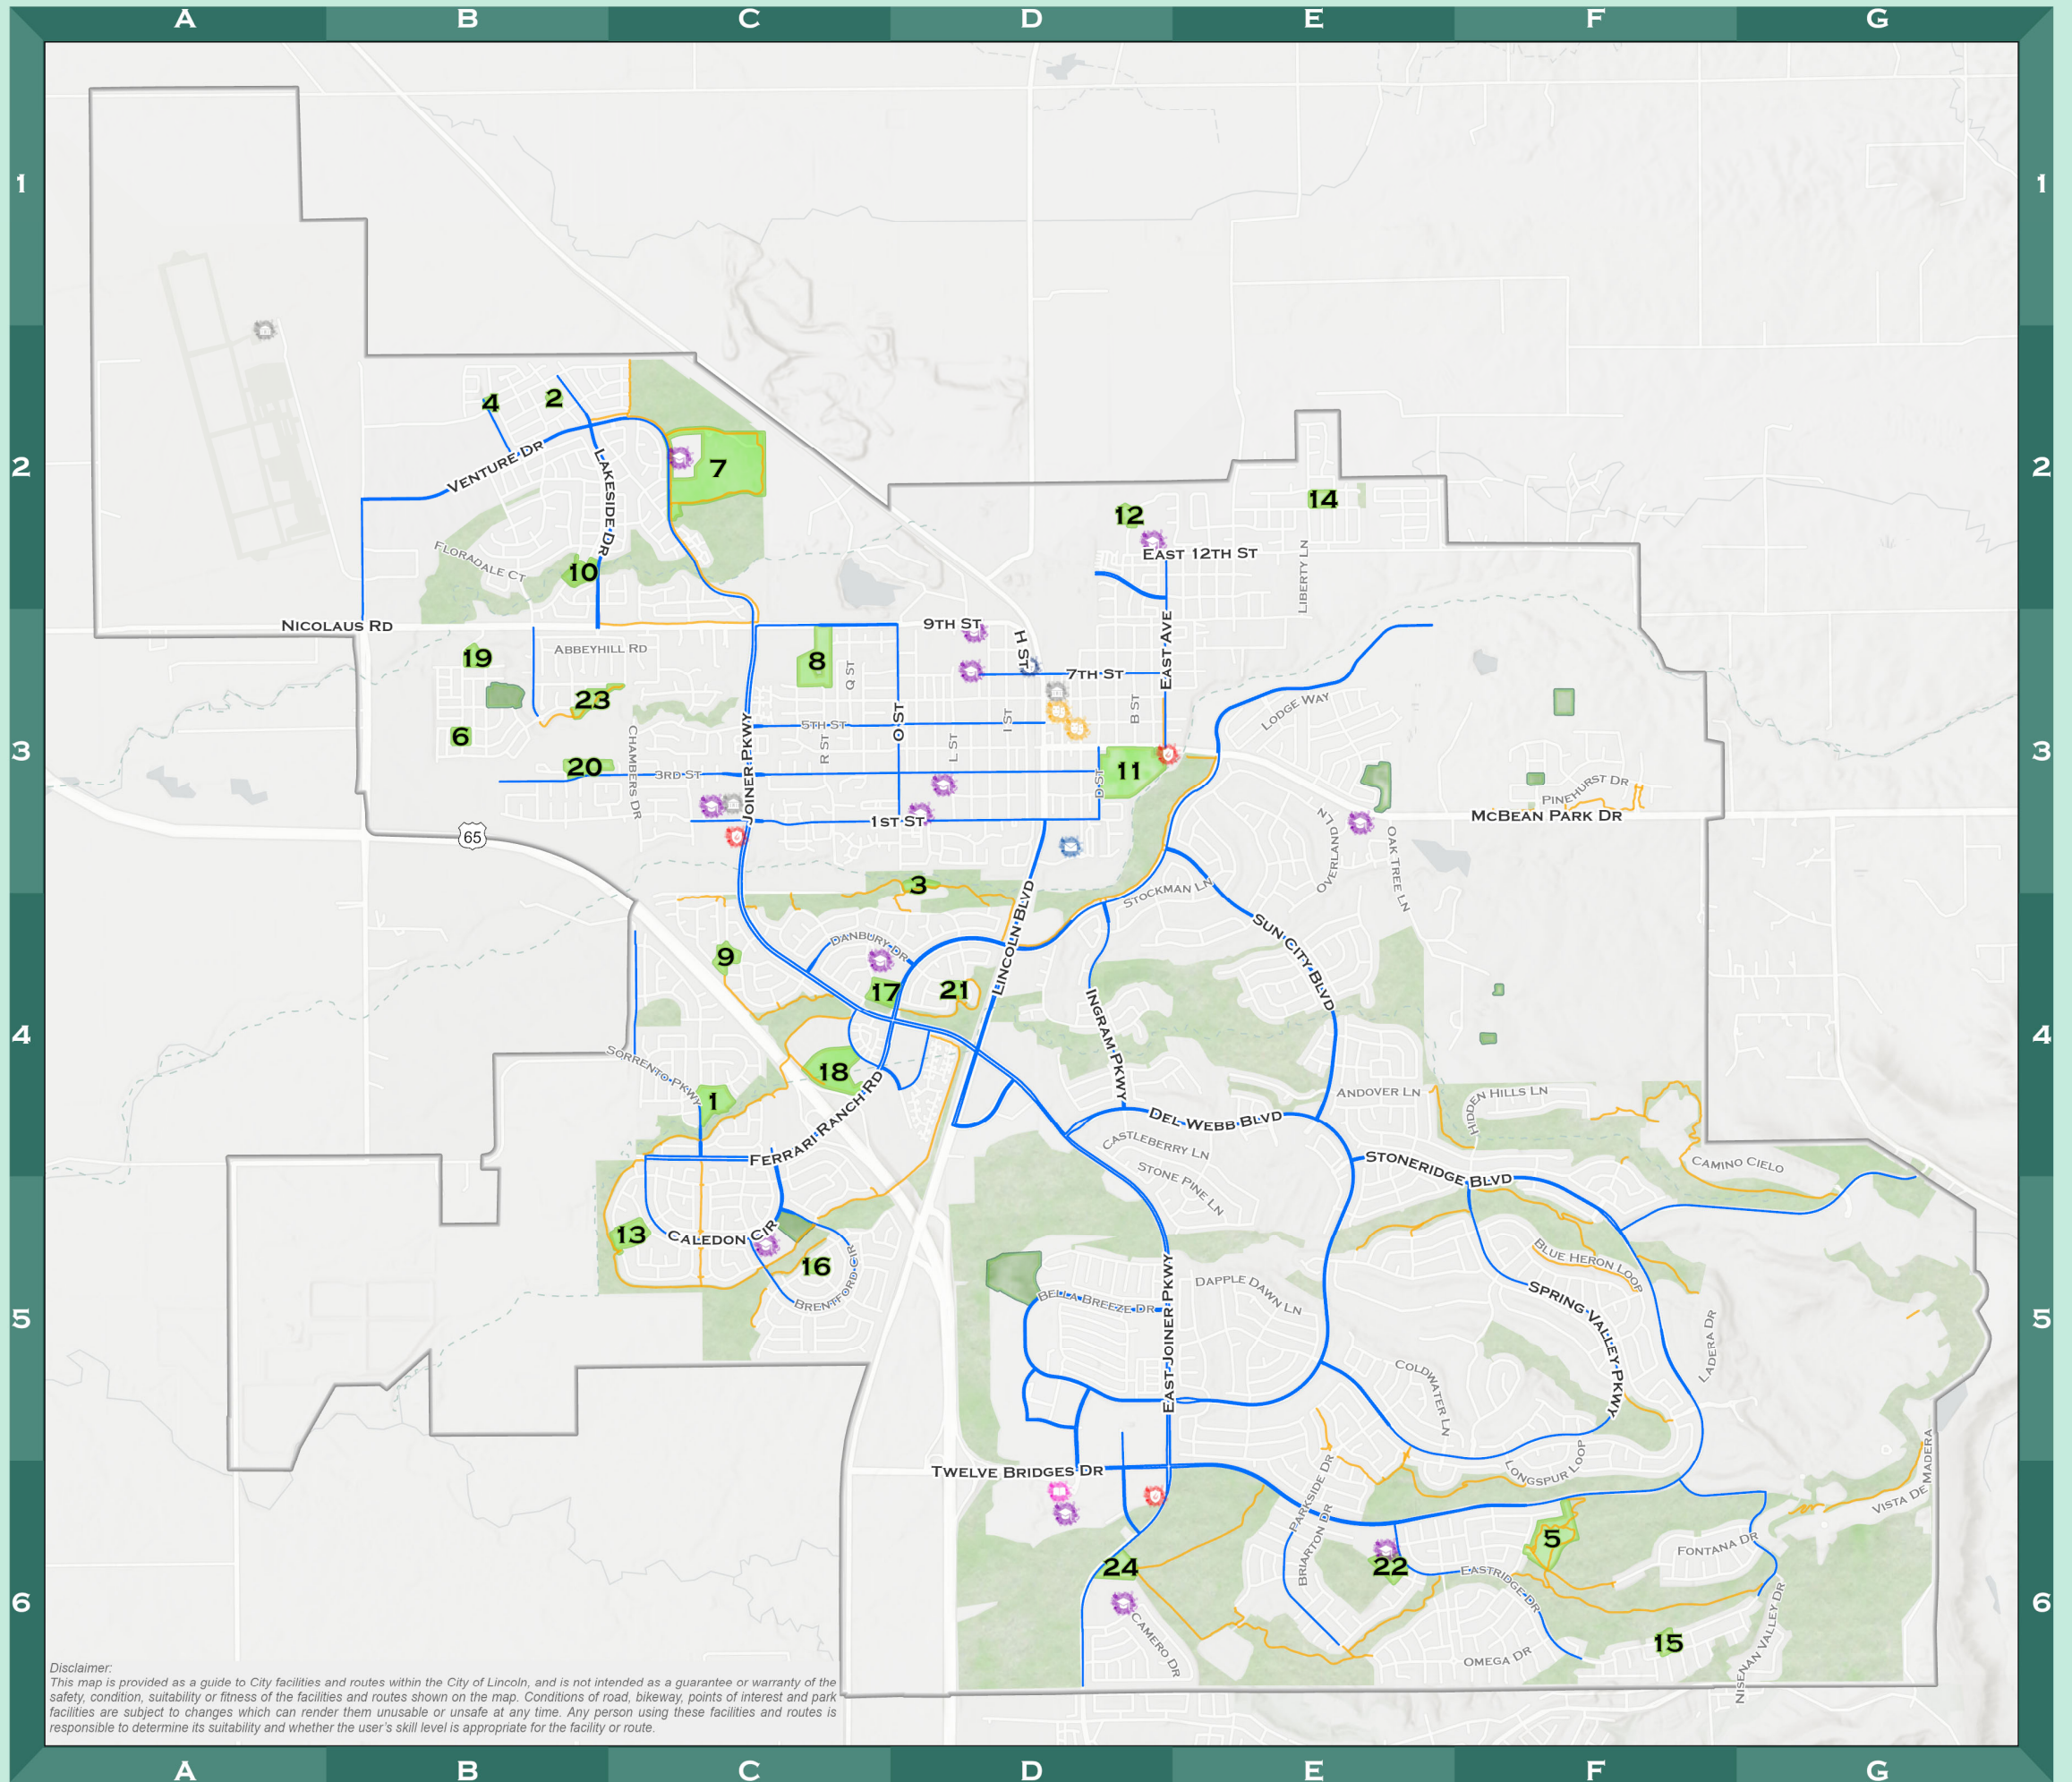 A B C D E F G
1 1
4 2
VENTURE DR
LAKESIDE DR
7
2 2
12 14
EAST 12TH ST
FLORADALE CT
10
LIBERTY LN
NICOLAUS RD
9TH ST
H ST
EAST AVE
ABBEYHILL RD
19
8
Q ST
7TH ST
23
B ST
LODGE WAY
6
CHAMBERS DR
JOINER PKWY
5TH ST
R ST
O ST
L ST
I ST
3 3
20
3RD ST
D ST
11
PINEHURST DR
1ST ST
MCBEAN PARK DR
65
OVERLAND LN
OAK TREE LN
3
STOCKMAN LN
LINCOLN BLVD
SUN CITY BLVD
DANBURY DR
9
17
21
INGRAM PKWY
4 4
SORRENTO PKWY
18
1
FERRARI RANCH RD
ANDOVER LN
HIDDEN HILLS LN
DEL WEBB BLVD
CASTLEBERRY LN
STONE PINE LN
STONERIDGE BLVD
CAMINO CIELO
13
CALEDON CIR
16
BRENTFORD CIR
BLUE HERON LOOP
DAPPLE DAWN LN
BELLA BREEZE DR
EAST JOINER PKWY
SPRING VALLEY PKWY
LADERA DR
5 5
COLDWATER LN
TWELVE BRIDGES DR
PARKSIDE DR
LONGSPUR LOOP
VISTA DE MADERA
BRIARTON DR
5
FONTANA DR
24
22
EASTRIDGE DR
6 6
CAMERO DR
OMEGA DR
15
NISENAN VALLEY DR
Disclaimer:
This map is provided as a guide to City facilities and routes within the City of Lincoln, and is not intended as a guarantee or warranty of the
safety, condition, suitability or fitness of the facilities and routes shown on the map. Conditions of road, bikeway, points of interest and park
facilities are subject to changes which can render them unusable or unsafe at any time. Any person using these facilities and routes is
responsible to determine its suitability and whether the user's skill level is appropriate for the facility or route.
A B C D E F G